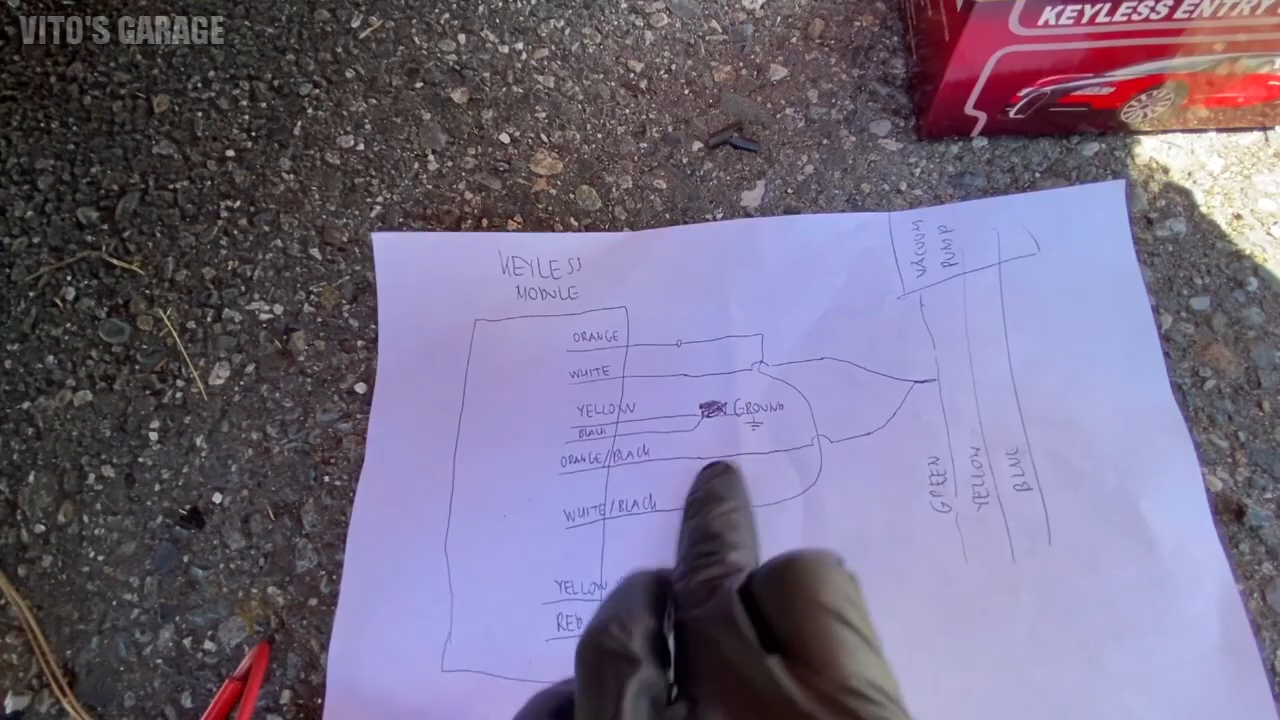 VITO'S GARAGE
KEYLESS ENTRY
KEYLESS
MODULE
ORANGE
WHITE
YELLOW
BLACK
GROUND
ORANGE/BLACK
WHITE/BLACK
YELLOW
RED
VACUUM
PUMP
GREEN
YELLOW
BLUE